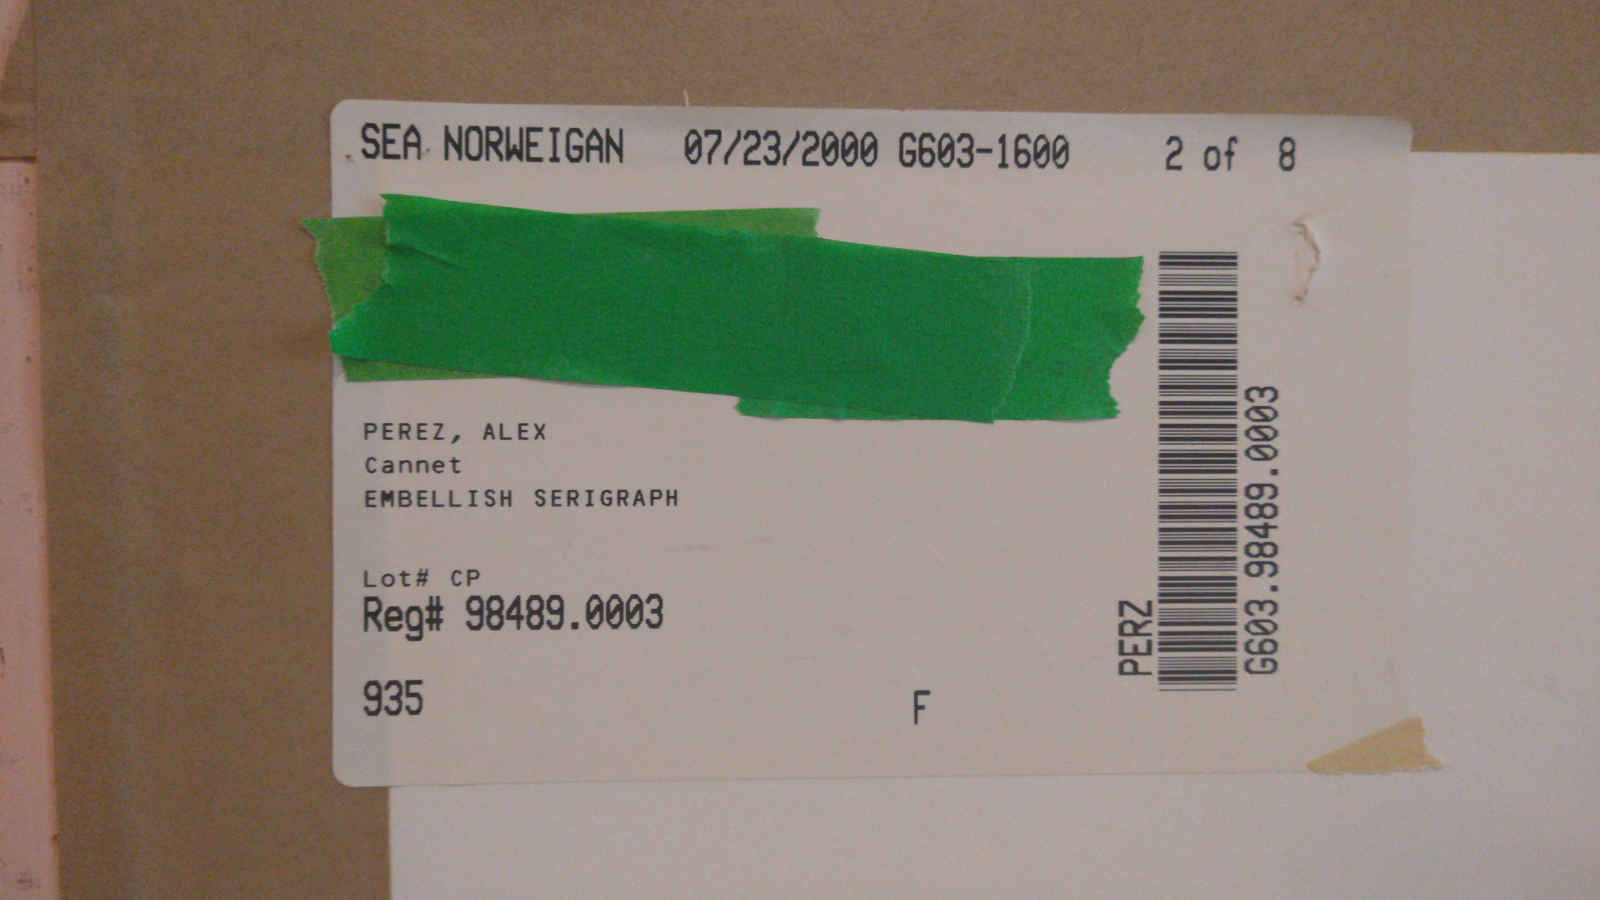 SEA NORWEIGAN 07/23/2000 G603-1600 2 of 8
PEREZ, ALEX
Cannet
EMBELLISH SERIGRAPH
Lot# CP
Reg# 98489.0003
935 F
PERZ
G603.98489.0003